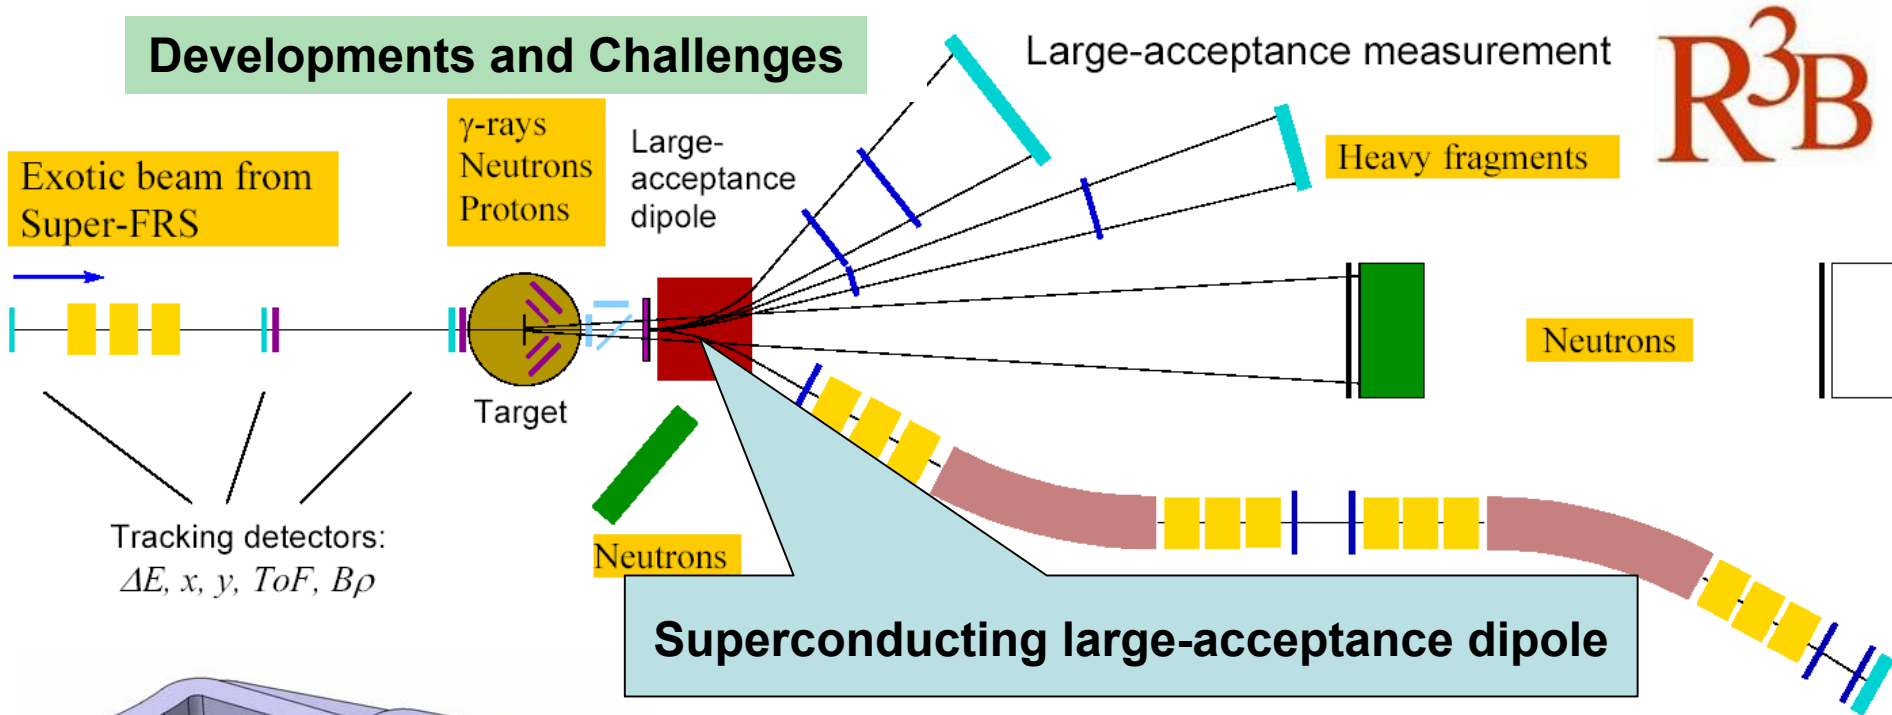 Developments and Challenges
Large-acceptance measurement
R3B
γ-rays
Neutrons
Protons
Large-
acceptance
dipole
Exotic beam from
Super-FRS
Heavy fragments
Neutrons
Target
Tracking detectors:
ΔE, x, y, ToF, Bρ
Neutrons
Superconducting large-acceptance dipole